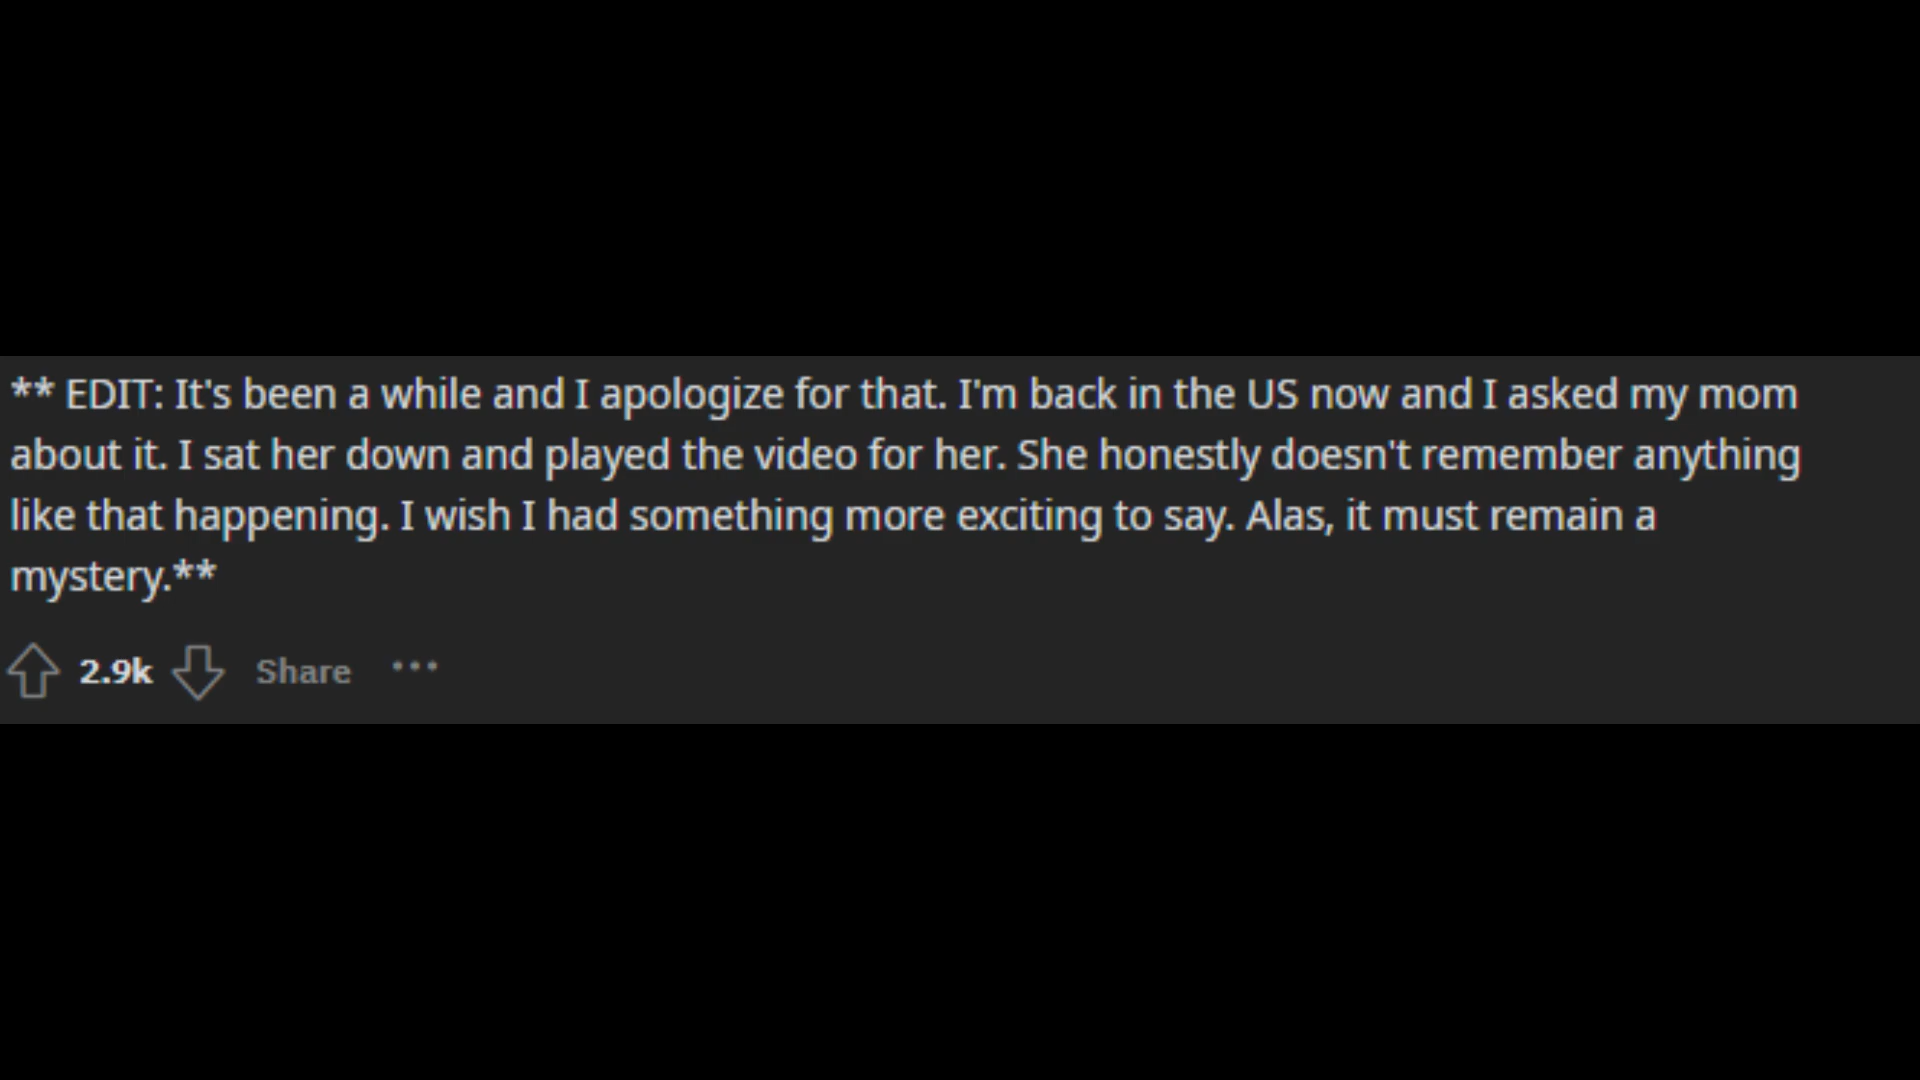 ** EDIT: It's been a while and I apologize for that. I'm back in the US now and I asked my mom
about it. I sat her down and played the video for her. She honestly doesn't remember anything
like that happening. I wish I had something more exciting to say. Alas, it must remain a
mystery.**
2.9k Share ···